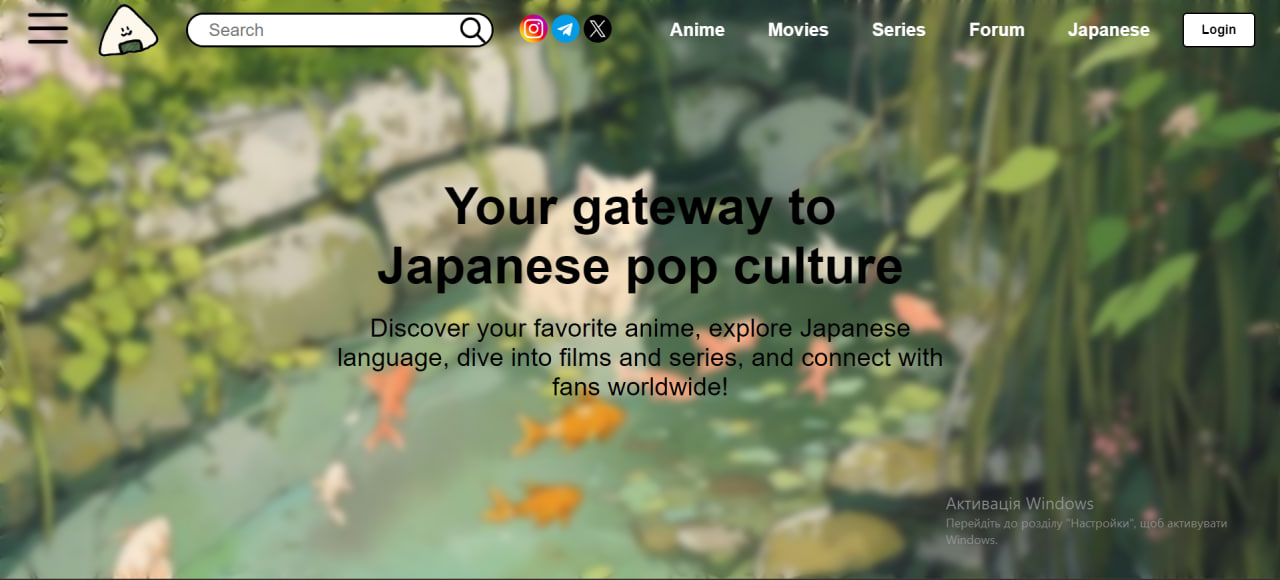 Search
Anime
Movies
Series
Forum
Japanese
Login
Your gateway to
Japanese pop culture
Discover your favorite anime, explore Japanese
language, dive into films and series, and connect with
fans worldwide!
Активація Windows
Перейдіть до розділу "Настройки", щоб активувати
Windows.